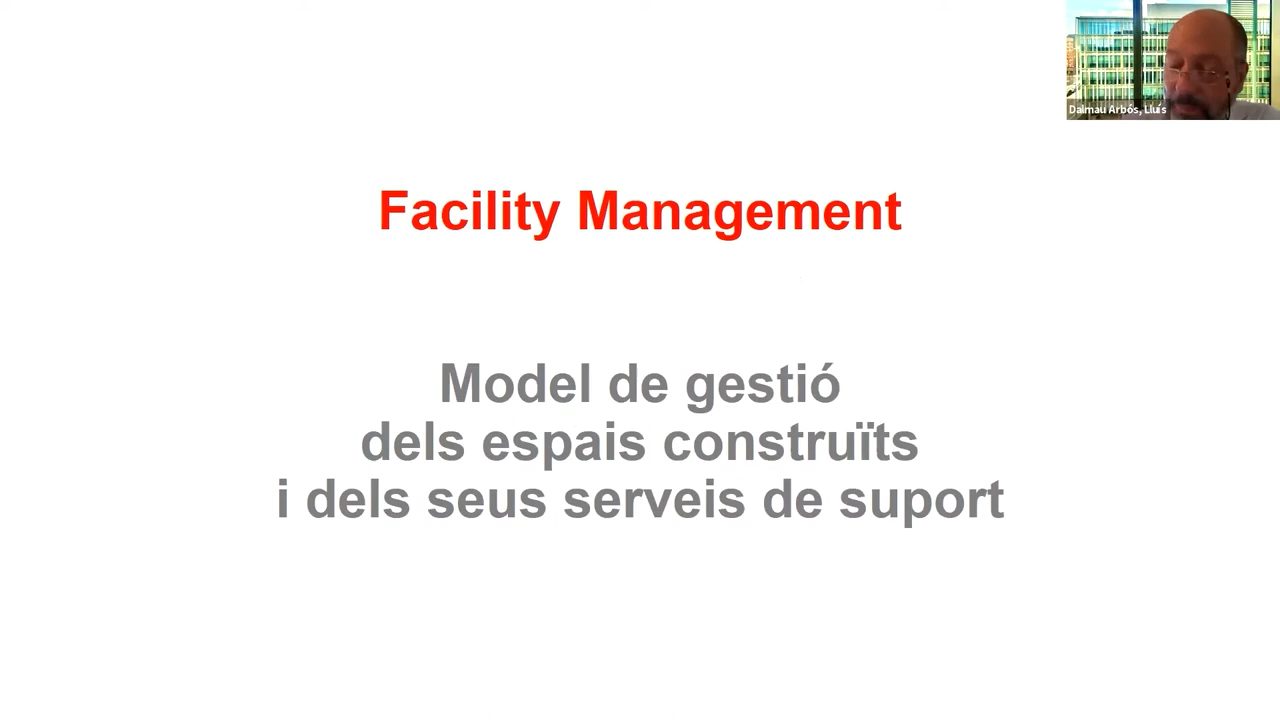 Dalmau Arbós, Lluís
Facility Management
Model de gestió
dels espais construïts
i dels seus serveis de suport